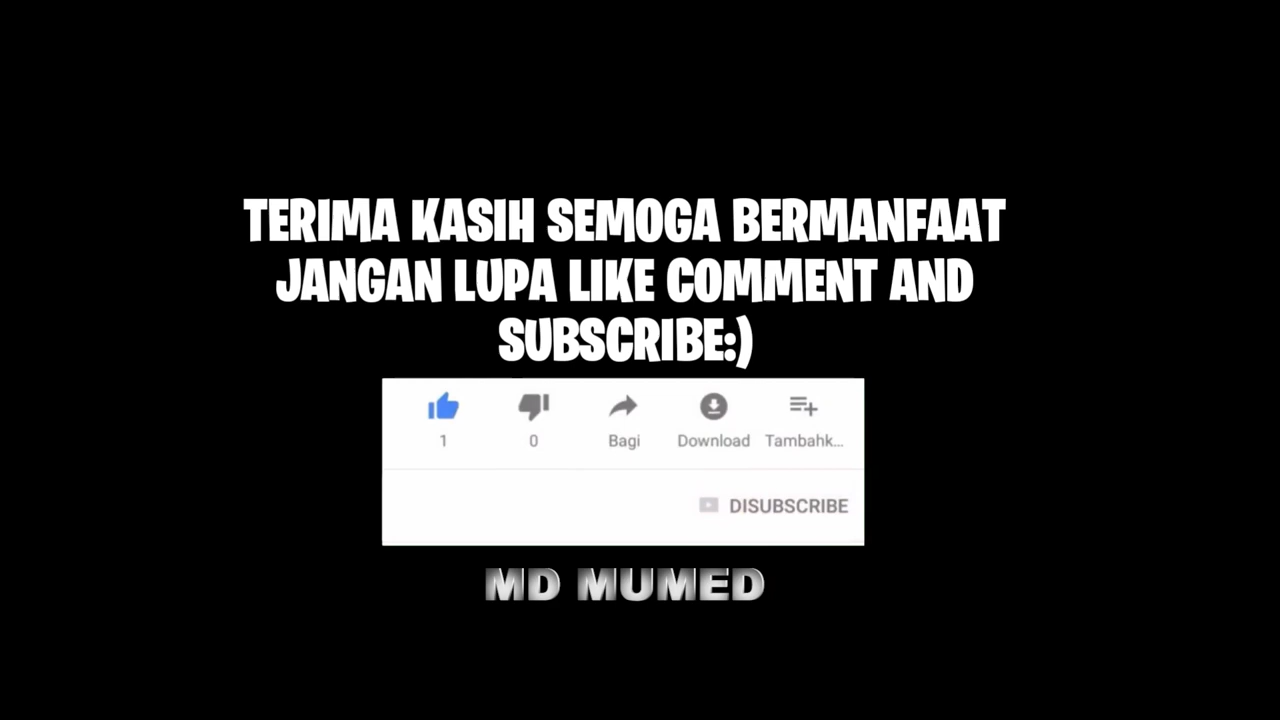 TERIMA KASIH SEMOGA BERMANFAAT
JANGAN LUPA LIKE COMMENT AND
SUBSCRIBE:)
1 0 Bagi Download Tambahk...
DISUBSCRIBE
MD MUMED